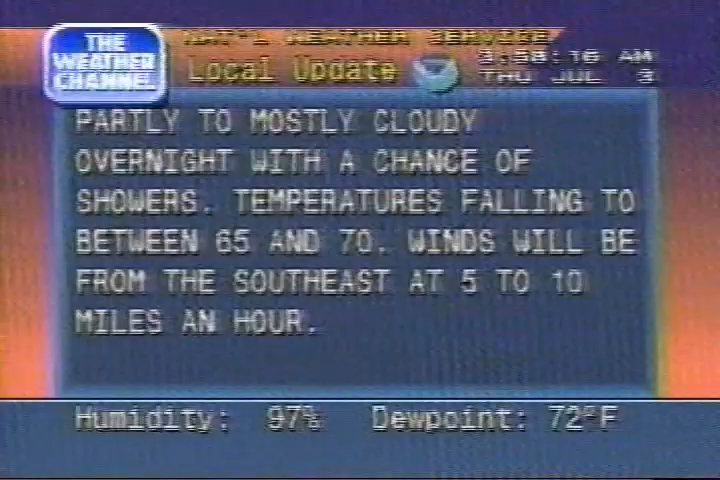 THE
WEATHER
CHANNEL
NAT'L WEATHER SERVICE
Local Update
3:58:16 AM
THU JUL 3
PARTLY TO MOSTLY CLOUDY
OVERNIGHT WITH A CHANCE OF
SHOWERS. TEMPERATURES FALLING TO
BETWEEN 65 AND 70. WINDS WILL BE
FROM THE SOUTHEAST AT 5 TO 10
MILES AN HOUR.
Humidity: 97% Dewpoint: 72°F